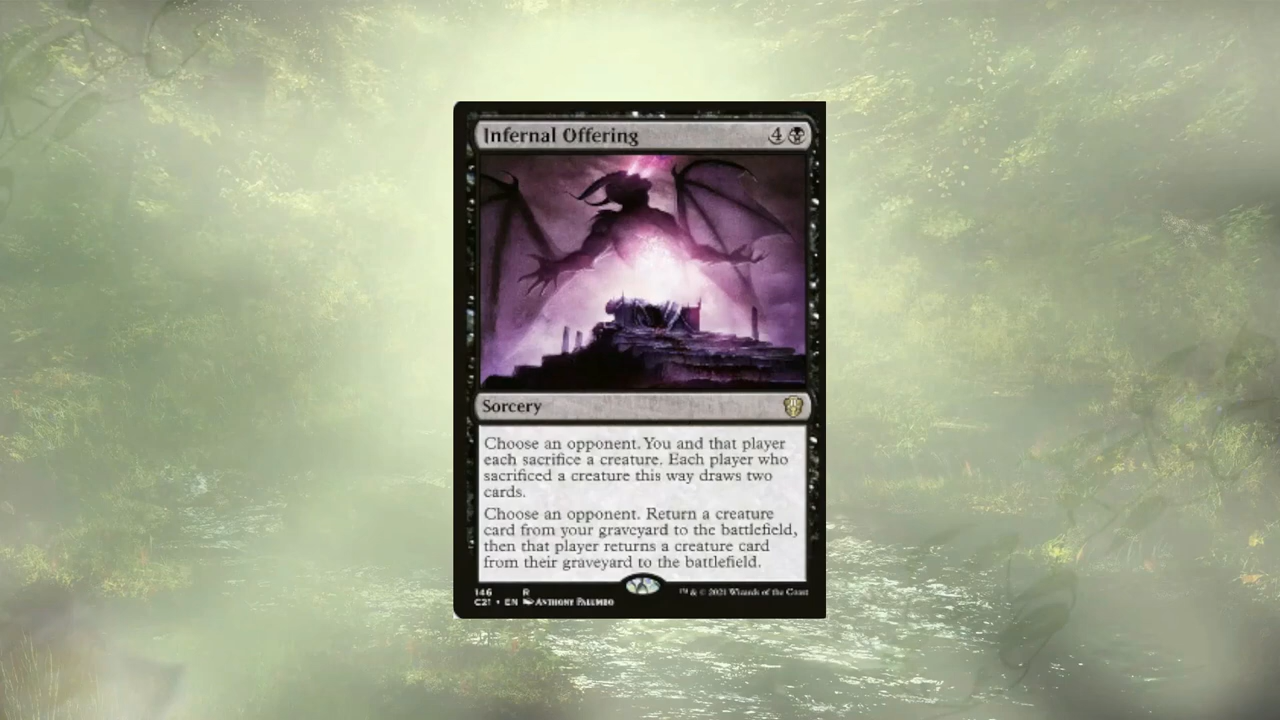 Infernal Offering 4
Sorcery
Choose an opponent. You and that player
each sacrifice a creature. Each player who
sacrificed a creature this way draws two
cards.
Choose an opponent. Return a creature
card from your graveyard to the battlefield,
then that player returns a creature card
from their graveyard to the battlefield.
146 R
C21 • EN Anthony Palumbo
™ & © 2021 Wizards of the Coast